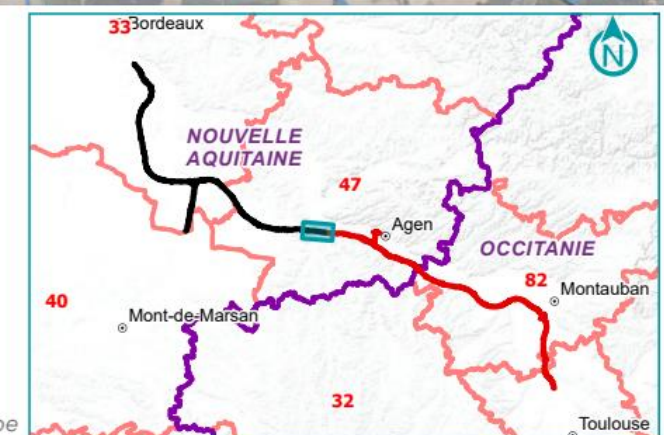 33
Bordeaux
N
NOUVELLE
AQUITAINE
47
Agen
OCCITANIE
82
Montauban
40
Mont-de-Marsan
32
Toulouse